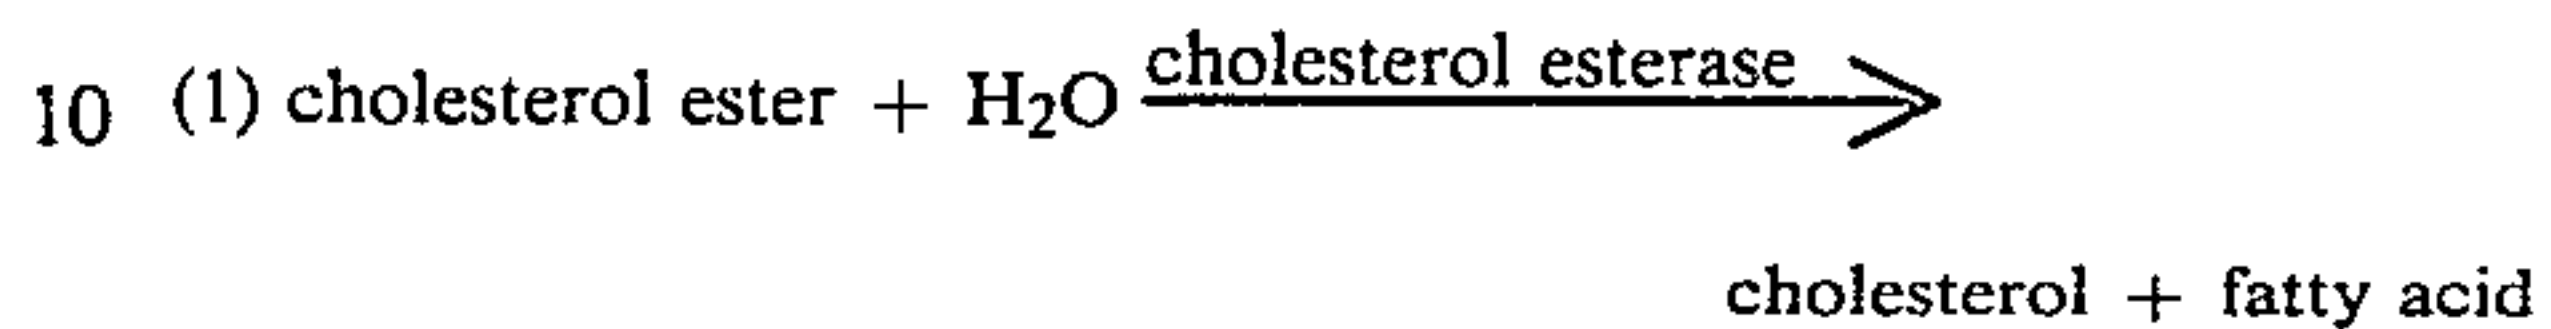 10 (1) cholesterol ester + H₂O cholesterol esterase
cholesterol + fatty acid